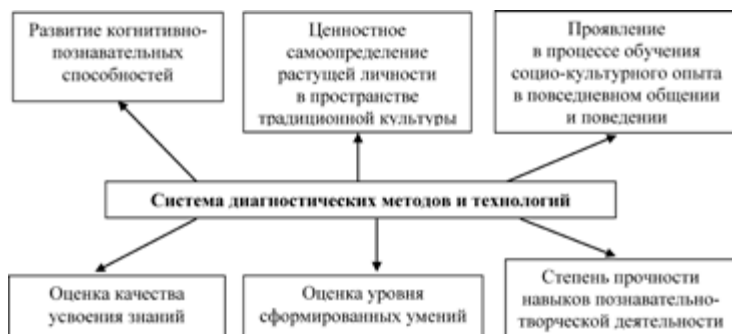 Развитие когнитивно-
познавательных
способностей
Ценностное
самоопределение
растущей личности
в пространстве
традиционной культуры
Проявление
в процессе обучения
социо-культурного опыта
в повседневном общении
и поведении
Система диагностических методов и технологий
Оценка качества
усвоения знаний
Оценка уровня
сформированных умений
Степень прочности
навыков познавательно-
творческой деятельности